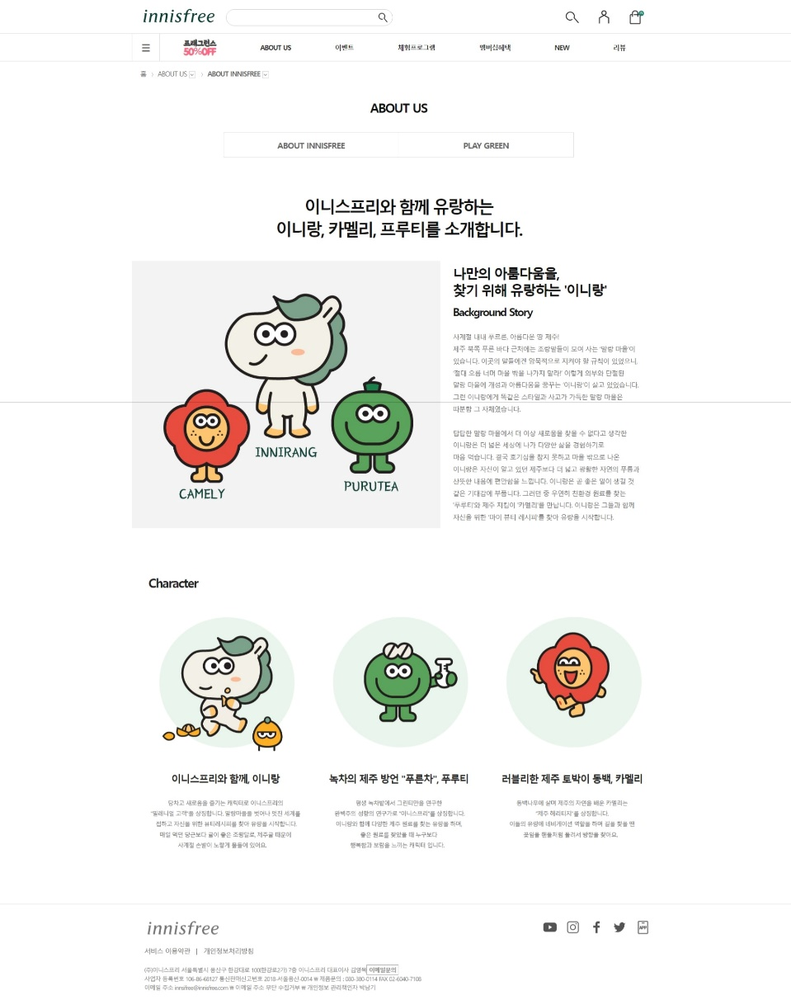 innisfree
프래그런스
50%OFF
ABOUT US
이벤트
체험프로그램
멤버십혜택
NEW
리뷰
홈 > ABOUT US > ABOUT INNISFREE
ABOUT US
ABOUT INNISFREE
PLAY GREEN
이니스프리와 함께 유랑하는
이니랑, 카멜리, 프루티를 소개합니다.
CAMELY
INNIRANG
PURUTEA
나만의 아룸다움을,
찾기 위해 유랑하는 '이니랑'
Background Story
사계절 내내 푸르른, 아름다운 땅 제주!
제주 북쪽 푸른 바다 근처에는 조랑말들이 모여 사는 '말랑 마을'이
있습니다. 이곳의 말들에겐 암묵적으로 지켜야 할 규칙이 있었으니,
'절대 오름 너머 마을 밖을 나가지 말라!' 이렇게 외부와 단절된
말랑 마을에 개성과 아름다움을 꿈꾸는 '이니랑'이 살고 있었습니다.
그런 이니랑에게 똑같은 스타일과 사고가 가득한 말랑 마을은
따분함 그 자체였습니다.
답답한 말랑 마을에서 더 이상 새로움을 찾을 수 없다고 생각한
이니랑은 더 넓은 세상에 나가 다양한 삶을 경험하기로
마음 먹습니다. 결국 호기심을 참지 못하고 마을 밖으로 나온
이니랑은 자신이 알고 있던 제주보다 더 넓고 광활한 자연의 푸름과
산뜻한 내음에 편안함을 느낍니다. 이니랑은 곧 좋은 일이 생길 것
같은 기대감에 부풉니다. 그러던 중 우연히 친환경 원료를 찾는
'푸루티'와 제주 지킴이 '카멜리'를 만납니다. 이니랑은 그들과 함께
자신을 위한 '마이 뷰티 레시피'를 찾아 유랑을 시작합니다.
Character
이니스프리와 함께, 이니랑
당차고 새로움을 즐기는 캐릭터로 이니스프리의
"밀레니얼 고객"을 상징합니다. 말랑마을을 벗어나 멋진 세계를
접하고 자신을 위한 뷰티레시피를 찾아 유랑을 시작합니다.
매일 먹던 당근보다 귤이 좋은 조랑말로, 제주귤 때문에
사계절 손발이 노랗게 물들어 있어요.
녹차의 제주 방언 "푸른차", 푸루티
평생 녹차밭에서 그린티만을 연구한
완벽주의 성향의 연구가로 "이니스프리"를 상징합니다.
이니랑와 함께 다양한 제주 원료를 찾는 유랑을 하며,
좋은 원료를 찾았을 때 누구보다
행복함과 보람을 느끼는 캐릭터 입니다.
러블리한 제주 토박이 동백, 카멜리
동백나무에 살며 제주의 자연을 배운 카멜리는
"제주 헤리티지"를 상징합니다.
이들의 유랑에 네비게이션 역할을 하며 길을 찾을 땐
꽃잎을 핸들처럼 돌려서 방향을 찾아요.
innisfree
APP
서비스 이용약관 | 개인정보처리방침
(주)이니스프리 서울특별시 용산구 한강대로 100(한강로2가) 7층 이니스프리 대표이사 김영목 이메일문의
사업자 등록번호 106-86-68127 통신판매신고번호 2018-서울용산-0014 ₩ 제품문의 : 080-380-0114 FAX 02-6040-7108
이메일 주소 innisfree@innisfree.com ₩ 이메일 주소 무단 수집거부 ₩ 개인정보 관리책인자 박남기